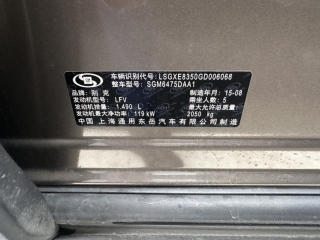 车辆识别代号: LSGXE8350GD006068
整车型号: SGM6475DAA1
品牌: 别克 制造年月: 15-08
发动机型号: LFV 乘坐人数: 5
发动机排量: 1.490 L 最大允许总质量:
发动机最大净功率: 119 kW 2050 kg
中国上海通用东岳汽车有限公司制造